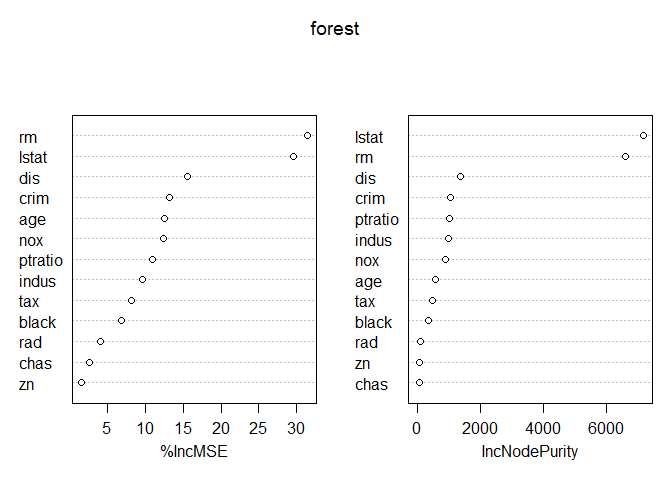 forest
rm
lstat
dis
crim
age
nox
ptratio
indus
tax
black
rad
chas
zn
5 10 15 20 25 30
%IncMSE
lstat
rm
dis
crim
ptratio
indus
nox
age
tax
black
rad
zn
chas
0 2000 4000 6000
IncNodePurity